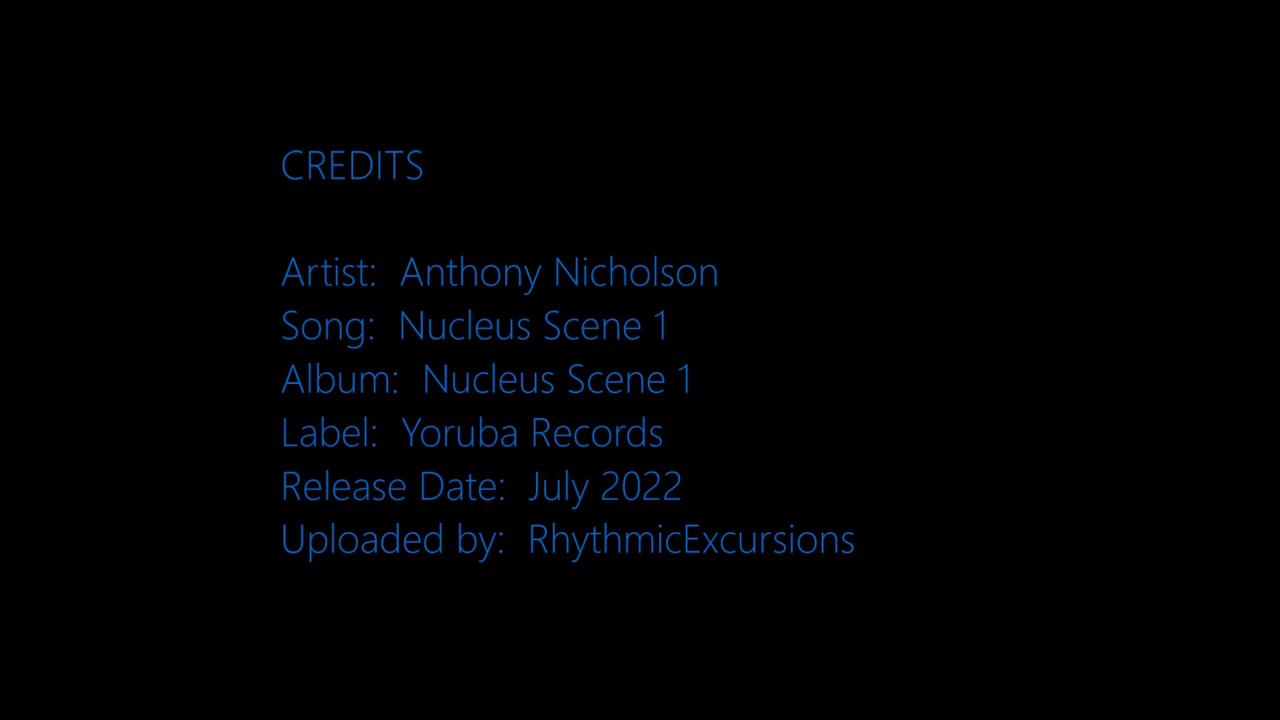 CREDITS
Artist:  Anthony Nicholson
Song:  Nucleus Scene 1
Album:  Nucleus Scene 1
Label:  Yoruba Records
Release Date:  July 2022
Uploaded by:  RhythmicExcursions